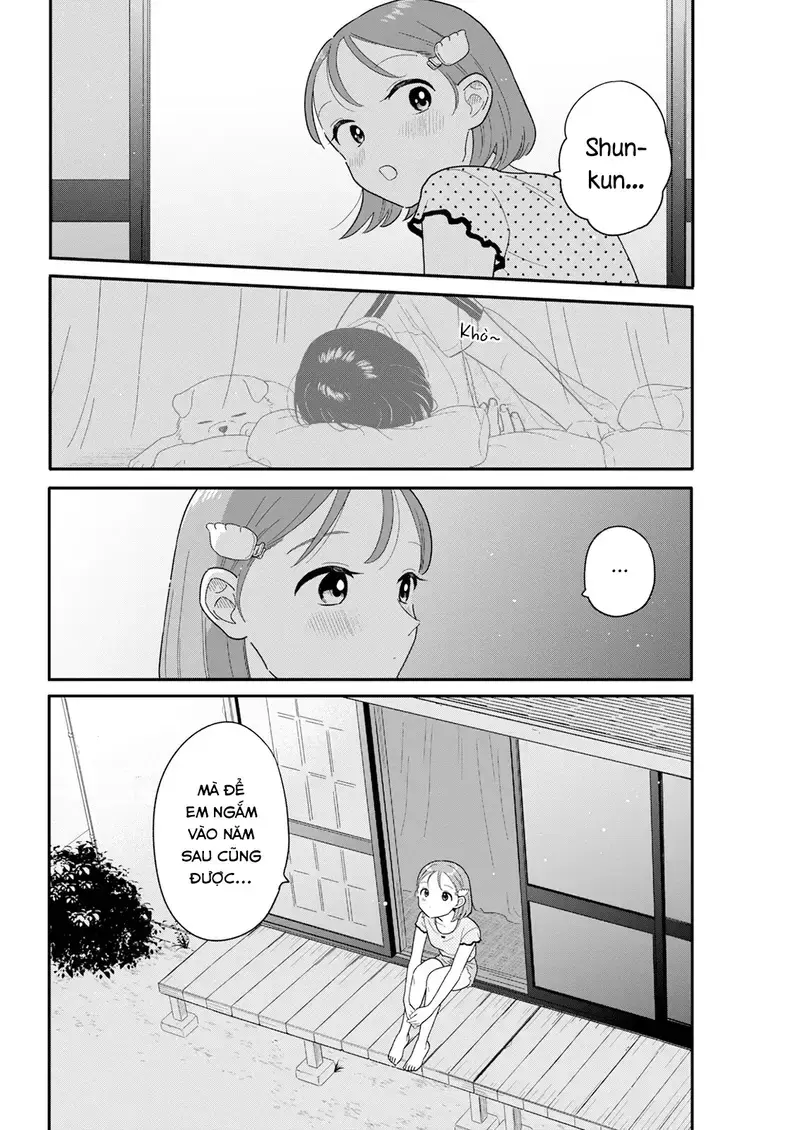 Shun-
kun...
Khò~
...
MÀ ĐỂ
EM NGẮM
VÀO NĂM
SAU CŨNG
ĐƯỢC...